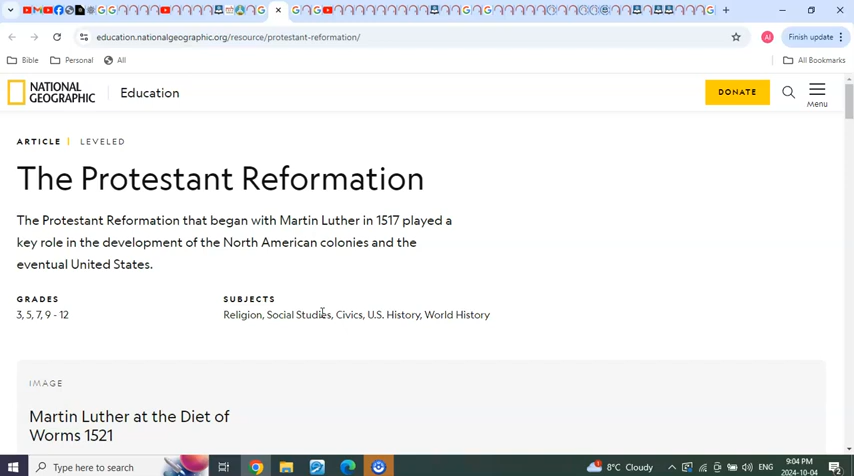 education.nationalgeographic.org/resource/protestant-reformation/
AI
Finish update
Bible
Personal
All
All Bookmarks
NATIONAL
GEOGRAPHIC
Education
DONATE
Menu
ARTICLE | LEVELED
The Protestant Reformation
The Protestant Reformation that began with Martin Luther in 1517 played a
key role in the development of the North American colonies and the
eventual United States.
GRADES
3, 5, 7, 9 - 12
SUBJECTS
Religion, Social Studies, Civics, U.S. History, World History
IMAGE
Martin Luther at the Diet of
Worms 1521
Type here to search
8°C Cloudy
ENG
9:04 PM
2024-10-04
2